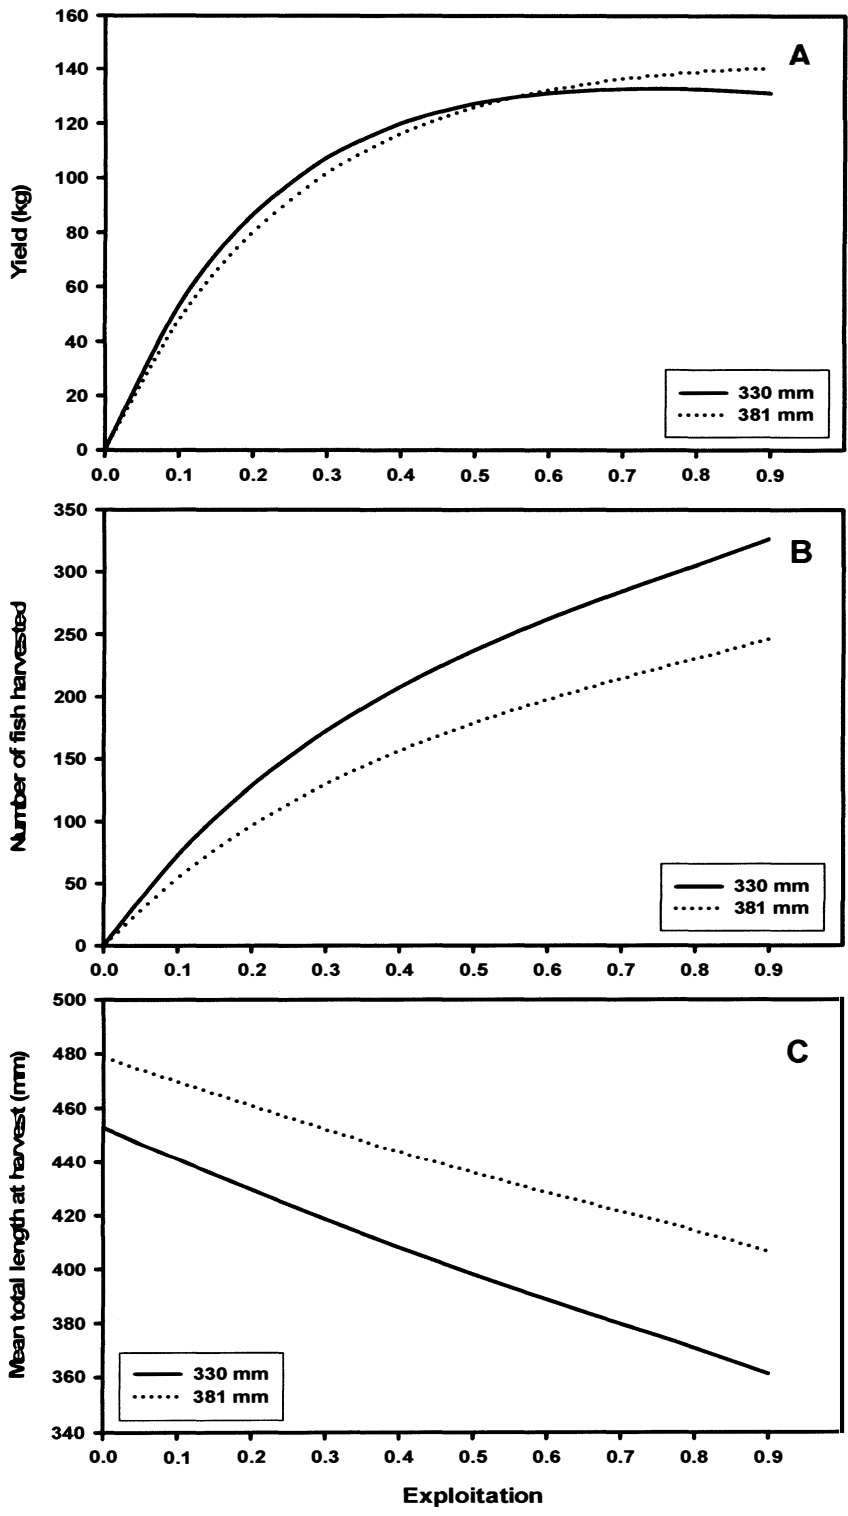 160
140
120
100
80
60
40
20
0
Yield (kg)
A
330 mm
381 mm
0.0 0.1 0.2 0.3 0.4 0.5 0.6 0.7 0.8 0.9
350
300
250
200
150
100
50
0
Number of fish harvested
B
330 mm
381 mm
0.0 0.1 0.2 0.3 0.4 0.5 0.6 0.7 0.8 0.9
500
480
460
440
420
400
380
360
340
Mean total length at harvest (mm)
C
330 mm
381 mm
0.0 0.1 0.2 0.3 0.4 0.5 0.6 0.7 0.8 0.9
Exploitation